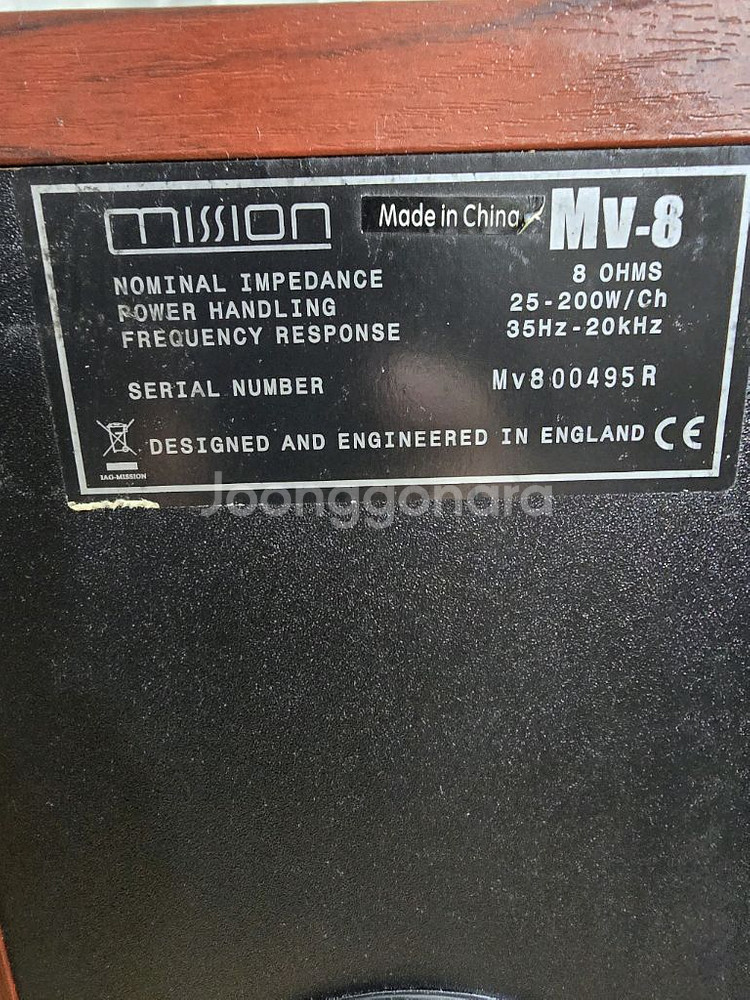 mission Made in China Mv-8
NOMINAL IMPEDANCE 8 OHMS
POWER HANDLING 25-200W/Ch
FREQUENCY RESPONSE 35Hz-20kHz
SERIAL NUMBER Mv800495R
DESIGNED AND ENGINEERED IN ENGLAND CE
IAG-MISSION
Joonggonara